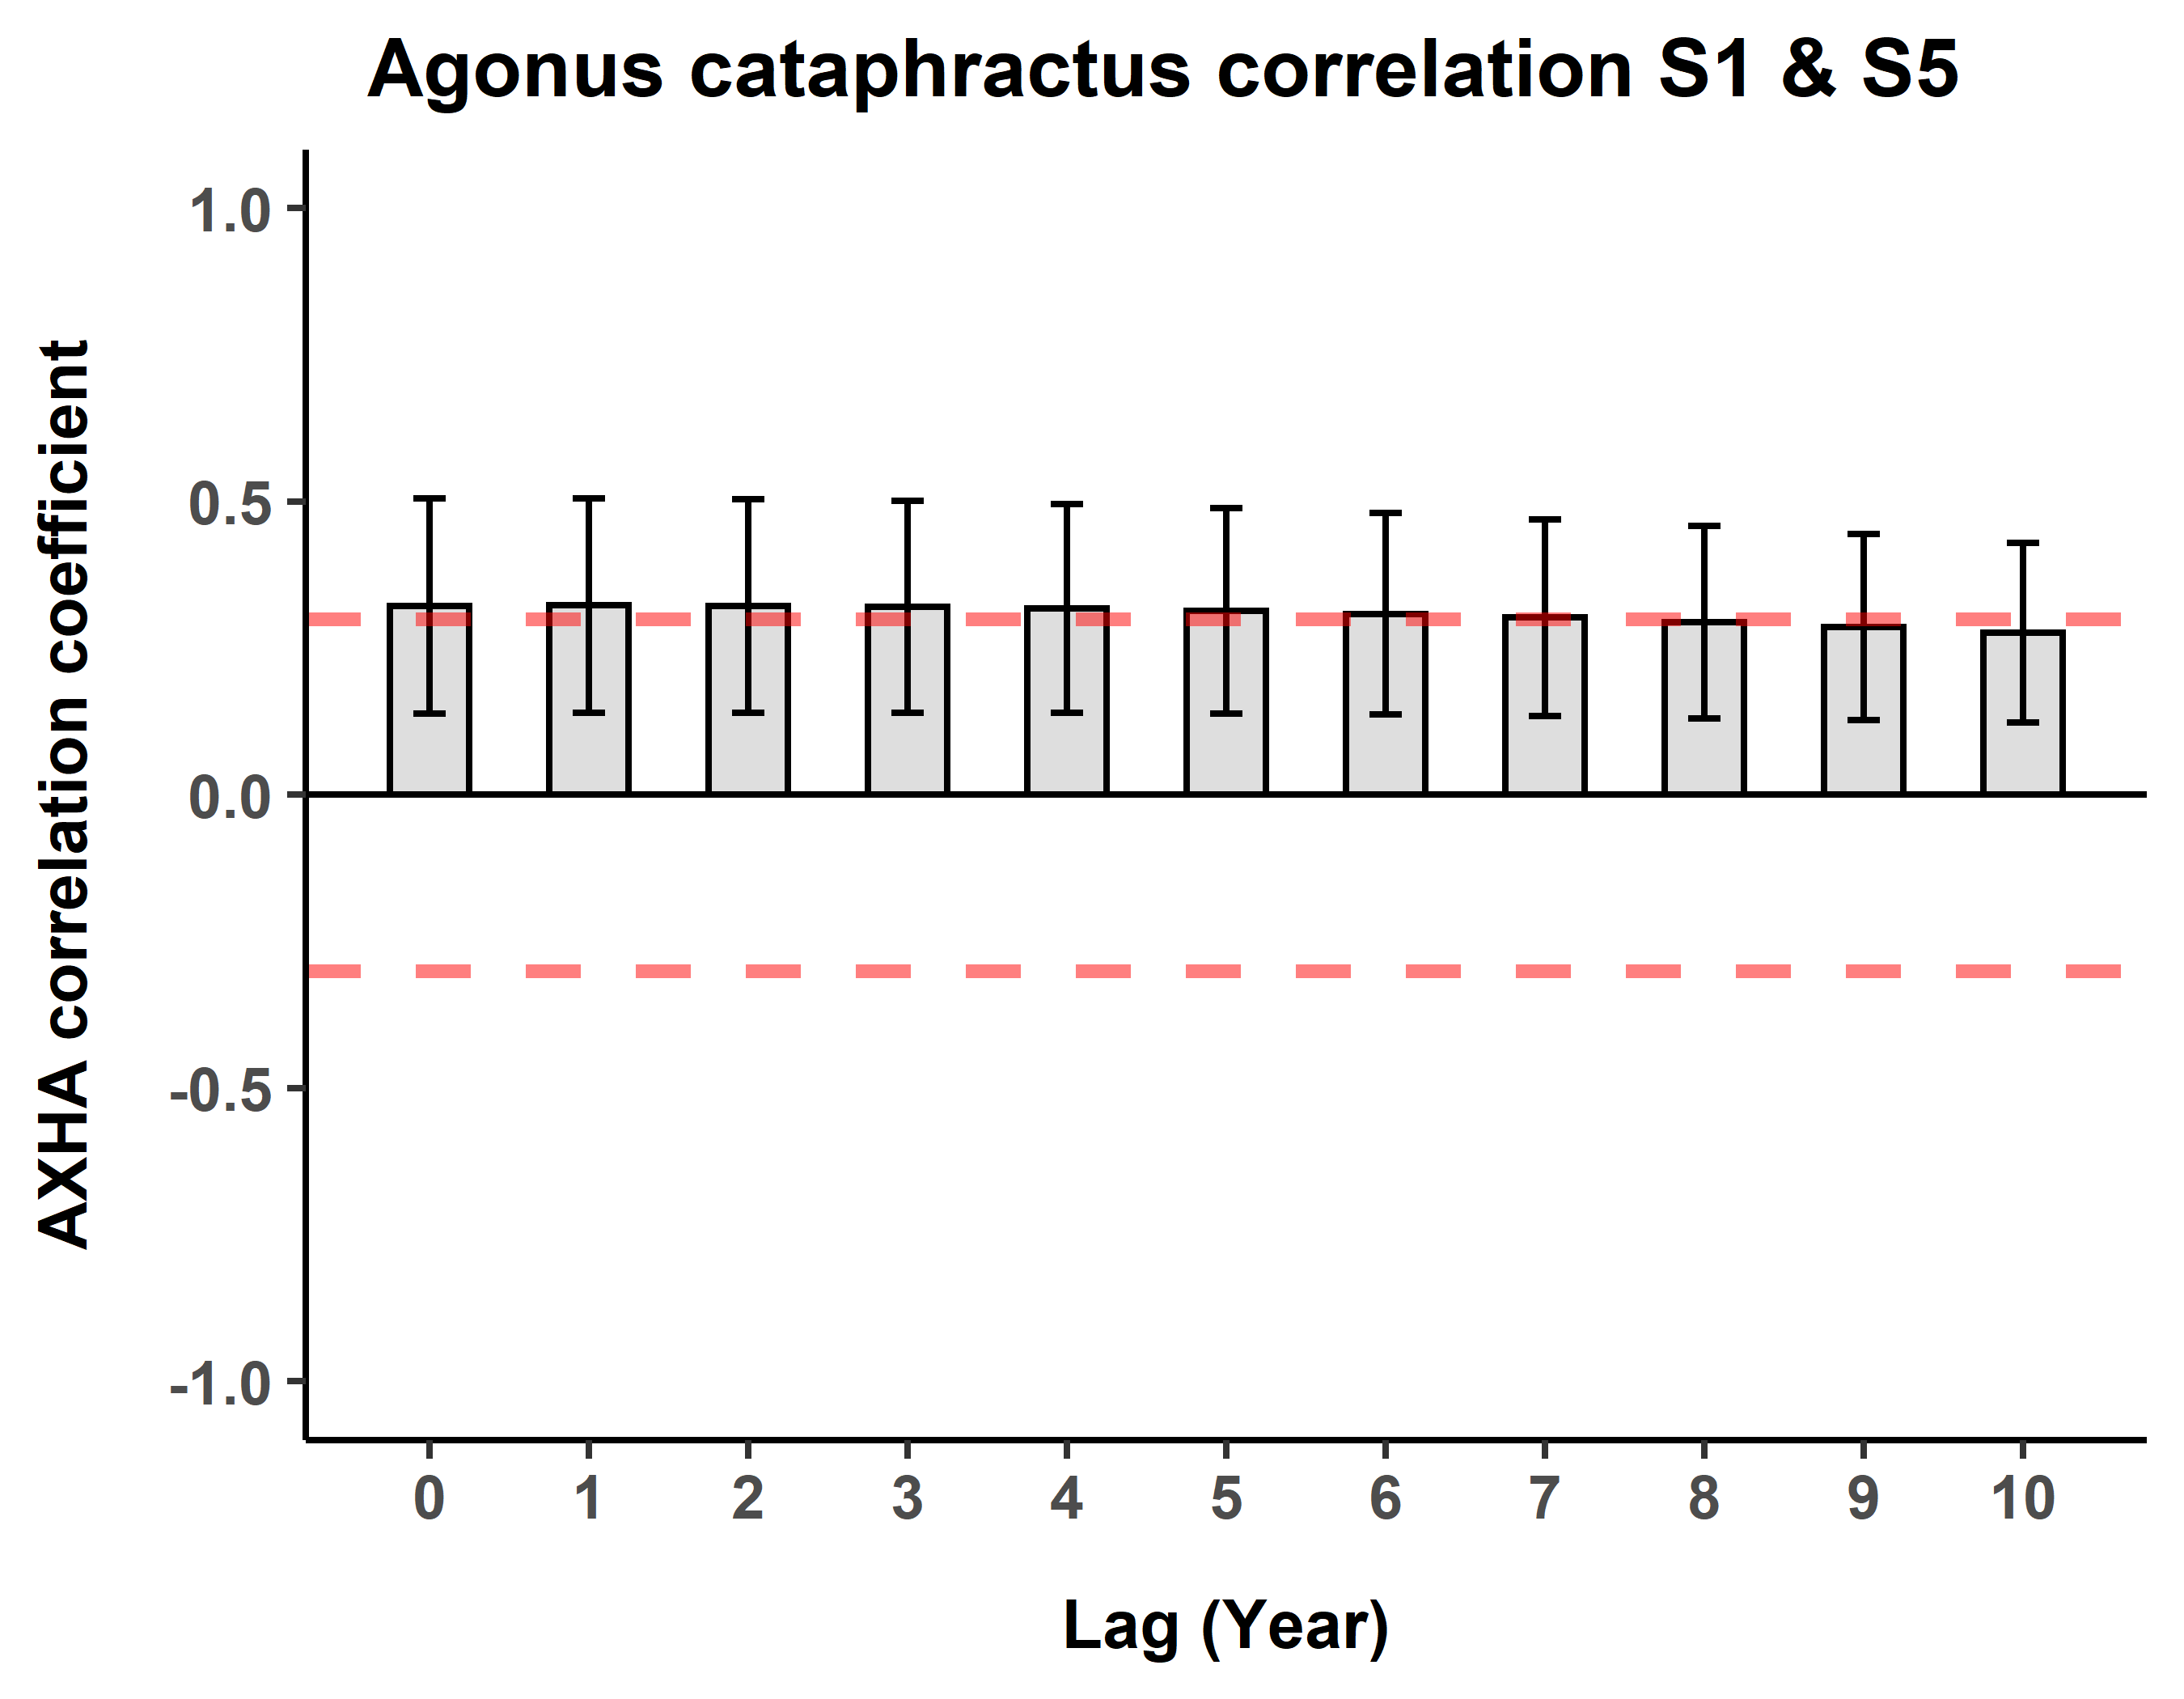 Agonus cataphractus correlation S1 & S5
AXHA correlation coefficient
1.0
0.5
0.0
-0.5
-1.0
0 1 2 3 4 5 6 7 8 9 10
Lag (Year)